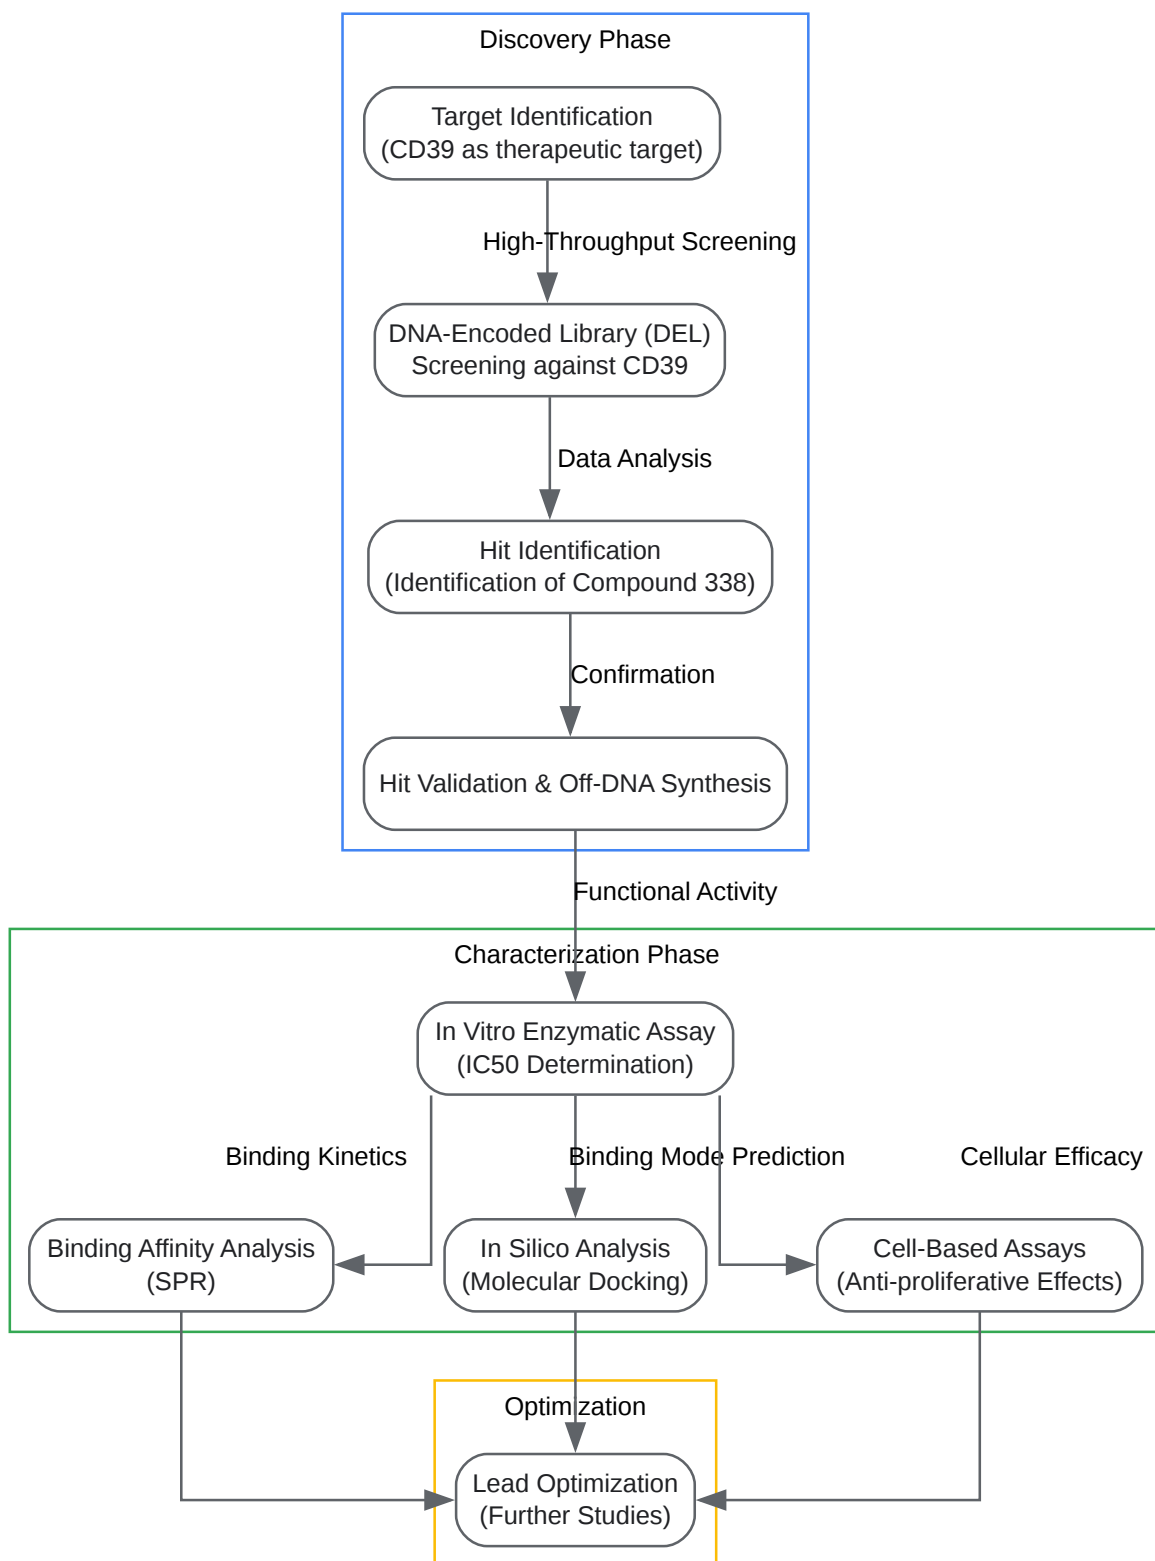 Discovery Phase
Target Identification
(CD39 as therapeutic target)
High-Throughput Screening
DNA-Encoded Library (DEL)
Screening against CD39
Data Analysis
Hit Identification
(Identification of Compound 338)
Confirmation
Hit Validation & Off-DNA Synthesis
Functional Activity
Characterization Phase
In Vitro Enzymatic Assay
(IC50 Determination)
Binding Kinetics
Binding Mode Prediction
Cellular Efficacy
Binding Affinity Analysis
(SPR)
In Silico Analysis
(Molecular Docking)
Cell-Based Assays
(Anti-proliferative Effects)
Optimization
Lead Optimization
(Further Studies)